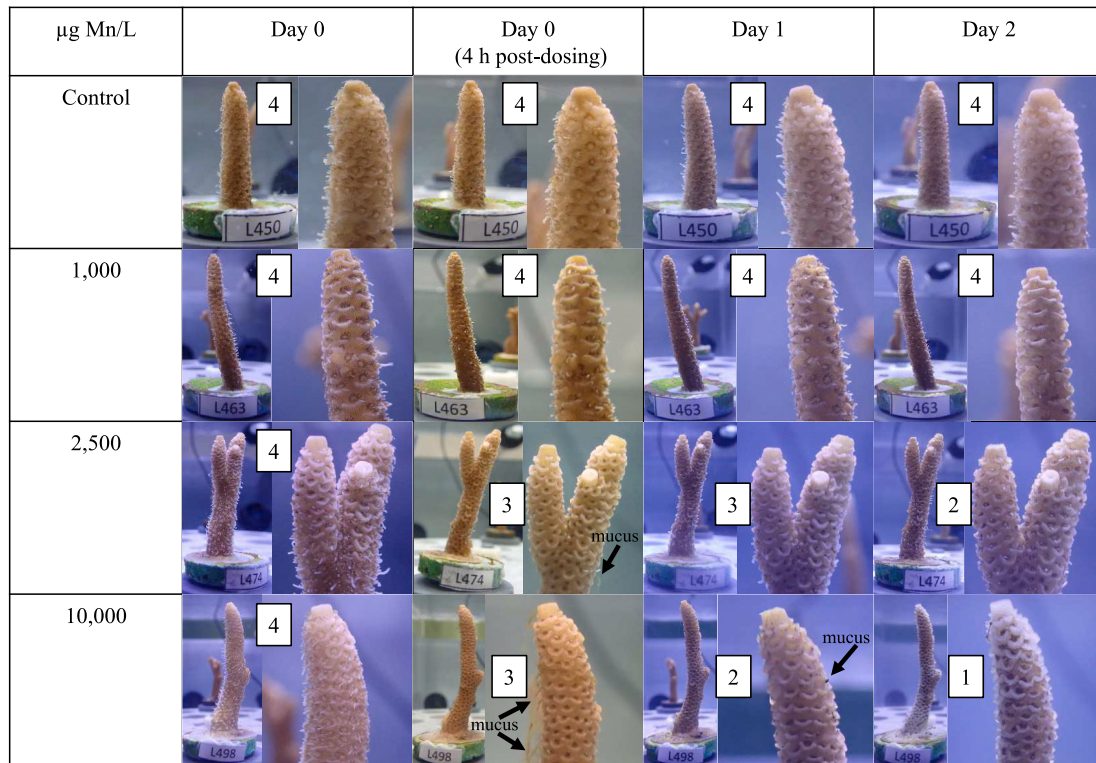 µg Mn/L Day 0 Day 0 Day 1 Day 2
(4 h post-dosing)
Control 4 4 4 4
L450 L450 L450 L450
1,000 4 4 4 4
L463 L463 L463 L463
2,500 4 3 3 2
mucus
L474 L474 L474 L474
10,000 4 3 2 1
mucus
mucus
L498 L498 L498 L498